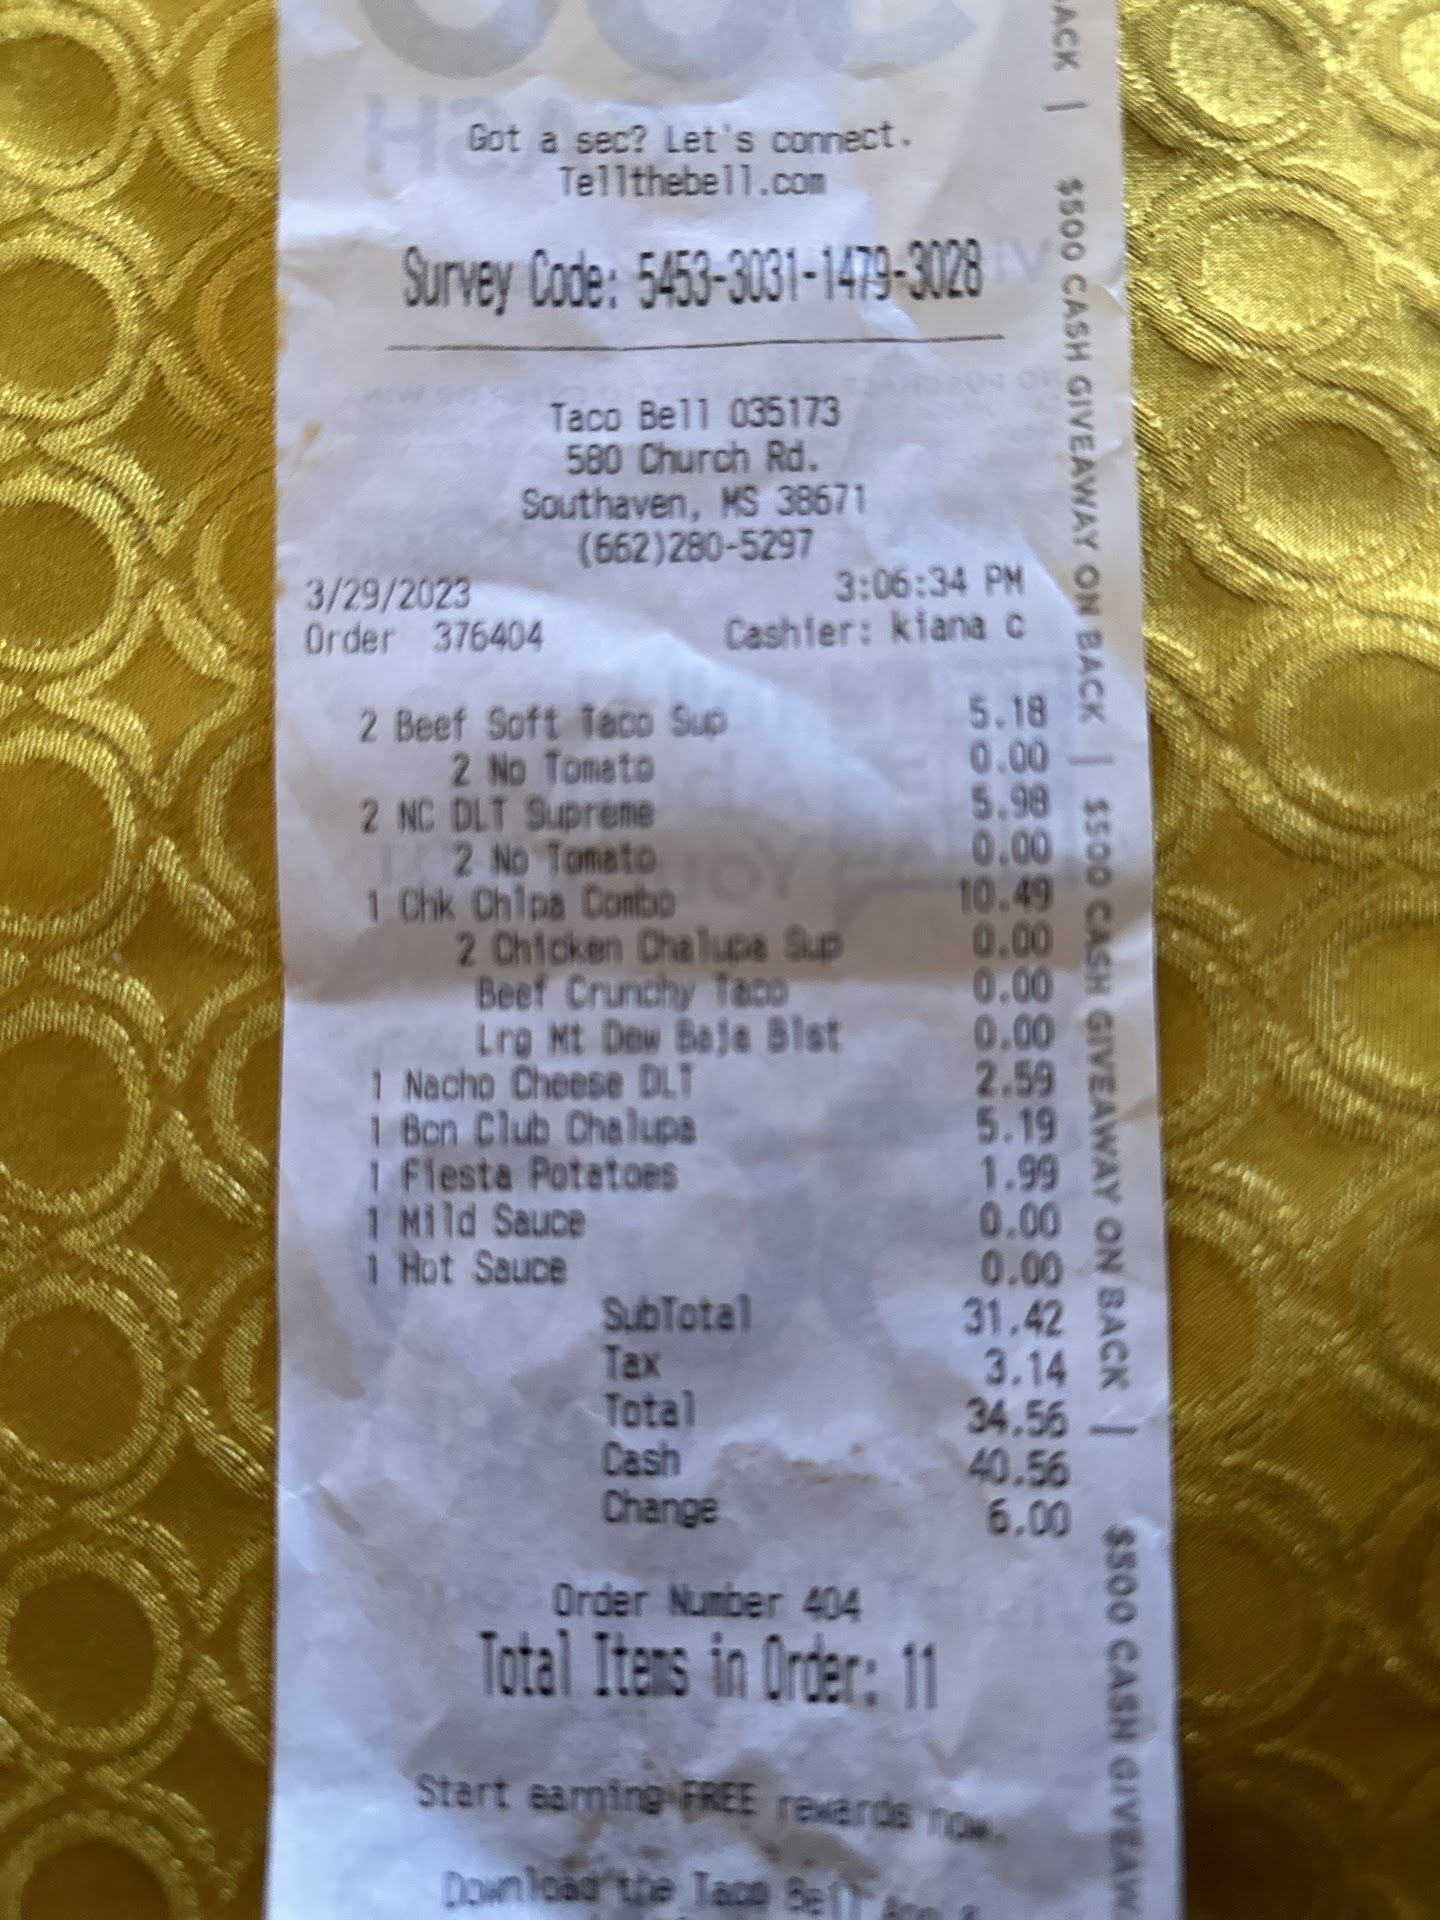 Got a sec? Let's connect.
Tellthebell.com
Survey Code: 5453-3031-1479-3028
Taco Bell 035173
580 Church Rd.
Southaven, MS 38671
(662)280-5297
3/29/2023 3:06:34 PM
Order 376404 Cashier: kiana c
2 Beef Soft Taco Sup 5.18
2 No Tomato 0.00
2 NC DLT Supreme 5.98
2 No Tomato 0.00
1 Chk Chlpa Combo 10.49
2 Chicken Chalupa Sup 0.00
Beef Crunchy Taco 0.00
Lrg Mt Dew Baja Blst 0.00
1 Nacho Cheese DLT 2.59
1 Bcn Club Chalupa 5.19
1 Fiesta Potatoes 1.99
1 Mild Sauce 0.00
1 Hot Sauce 0.00
SubTotal 31.42
Tax 3.14
Total 34.56
Cash 40.56
Change 6.00
Order Number 404
Total Items in Order: 11
Start earning FREE rewards now.
Download the Taco Bell App
BACK | $500 CASH GIVEAWAY ON BACK | $500 CASH GIVEAWAY ON BACK | $500 CASH GIVEAW